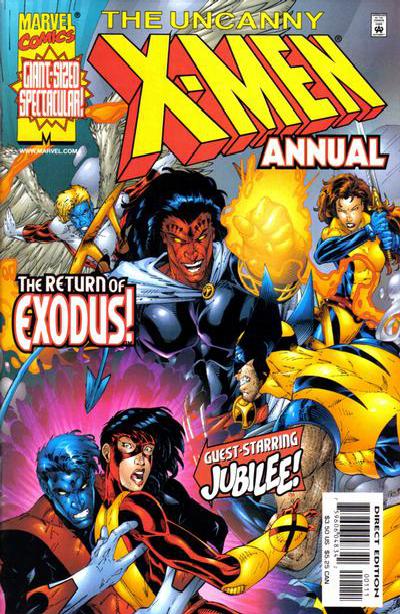 MARVEL
COMICS
GIANT-SIZED
SPECTACULAR!
WWW.MARVEL.COM
THE UNCANNY
X-MEN
ANNUAL
THE RETURN OF
EXODUS!
GUEST-STARRING
JUBILEE!
$3.50 US $5.25 CAN
00111
DIRECT EDITION